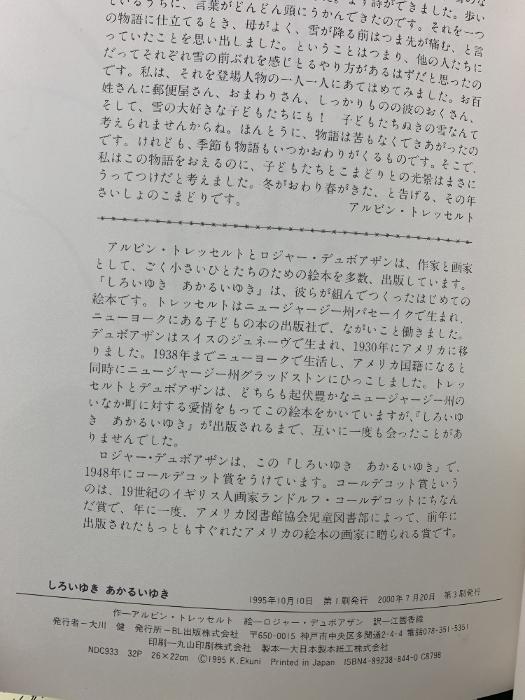 ているうちに、言葉がどんどん頭にうかんできたのです。それを一つ
の物語に仕立てるとき、母がよく、雪が降る前はつま先が痛む、と言
っていたことを思い出しました。ということはつまり、他の人たちに
だってそれぞれ雪の前ぶれを感じとるやり方があるはずだと思ったの
です。私は、それを登場人物の一人一人にあてはめてみました。お百
姓さんに郵便屋さん、おまわりさん、しっかりものの彼のおくさん、
そして、雪の大好きな子どもたちにも！ 子どもたちぬきの雪なんて
考えられませんからね。ほんとうに、物語は苦もなくできあがったの
です。けれども、季節も物語もいつかおわりがくるものです。そこで、
私はこの物語をおえるのに、子どもたちとこまどりとの光景はまさに
うってつけだと考えました。冬がおわり春がきた、と告げる、その年
さいしょのこまどりです。 アルビン・トレッセルト
アルビン・トレッセルトとロジャー・デュボアザンは、作家と画家
として、ごく小さいひとたちのための絵本を多数、出版しています。
『しろいゆき あかるいゆき』は、彼らが組んでつくったはじめての
絵本です。トレッセルトはニュージャージー州パセーイクで生まれ、
ニューヨークにある子どもの本の出版社で、ながいこと働きました。
デュボアザンはスイスのジュネーヴで生まれ、1930年にアメリカに移
りました。1938年までニューヨークで生活し、アメリカ国籍になると
同時にニュージャージー州グラッドストンにひっこしました。トレッ
セルトとデュボアザンは、どちらも起伏豊かなニュージャージー州の
いなか町に対する愛情をもってこの絵本をかいていますが、『しろいゆ
き あかるいゆき』が出版されるまで、互いに一度も会ったことがあ
りませんでした。
ロジャー・デュボアザンは、この『しろいゆき あかるいゆき』で、
1948年にコールデコット賞をうけています。コールデコット賞という
のは、19世紀のイギリス人画家ランドルフ・コールデコットにちなん
だ賞で、年に一度、アメリカ図書館協会児童図書部によって、前年に
出版されたもっともすぐれたアメリカの絵本の画家に贈られる賞です。
しろいゆき あかるいゆき
1995年10月10日 第1刷発行 2000年7月20日 第3刷発行
作—アルビン・トレッセルト 絵—ロジャー・デュボアザン 訳—江國香織
発行者—大川 健 発行所—BL出版株式会社 〒650-0015 神戸市中央区多聞通2-4-4 電話078-351-5351
印刷—丸山印刷株式会社 製本—大日本製本紙工株式会社
NDC933 32P 26×22cm ©1995 K.Ekuni Printed in Japan ISBN4-89238-844-0 C8798